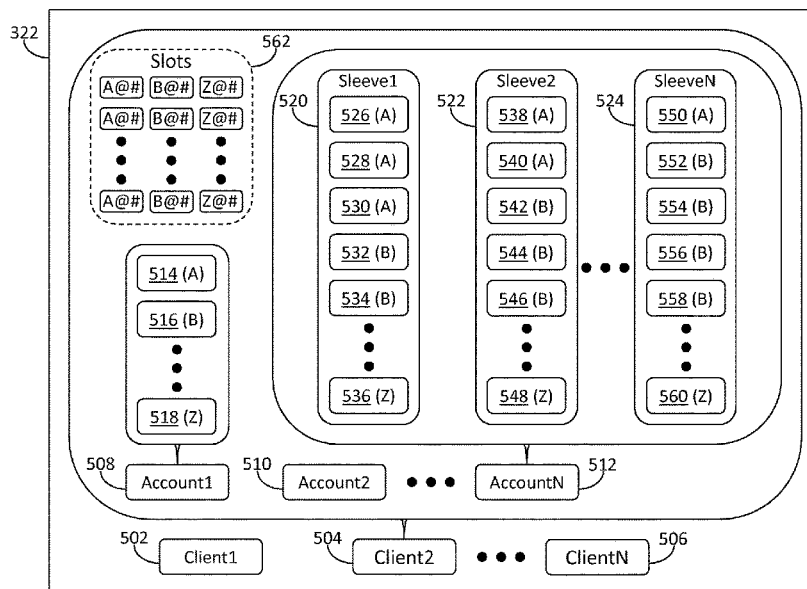 322
562
Slots
A@# B@# Z@#
A@# B@# Z@#
A@# B@# Z@#
520
Sleeve1
526 (A)
528 (A)
530 (A)
532 (B)
534 (B)
536 (Z)
522
Sleeve2
538 (A)
540 (A)
542 (B)
544 (B)
546 (B)
548 (Z)
524
SleeveN
550 (A)
552 (B)
554 (B)
556 (B)
558 (B)
560 (Z)
514 (A)
516 (B)
518 (Z)
508
Account1
510
Account2
AccountN
512
502
Client1
504
Client2
ClientN
506